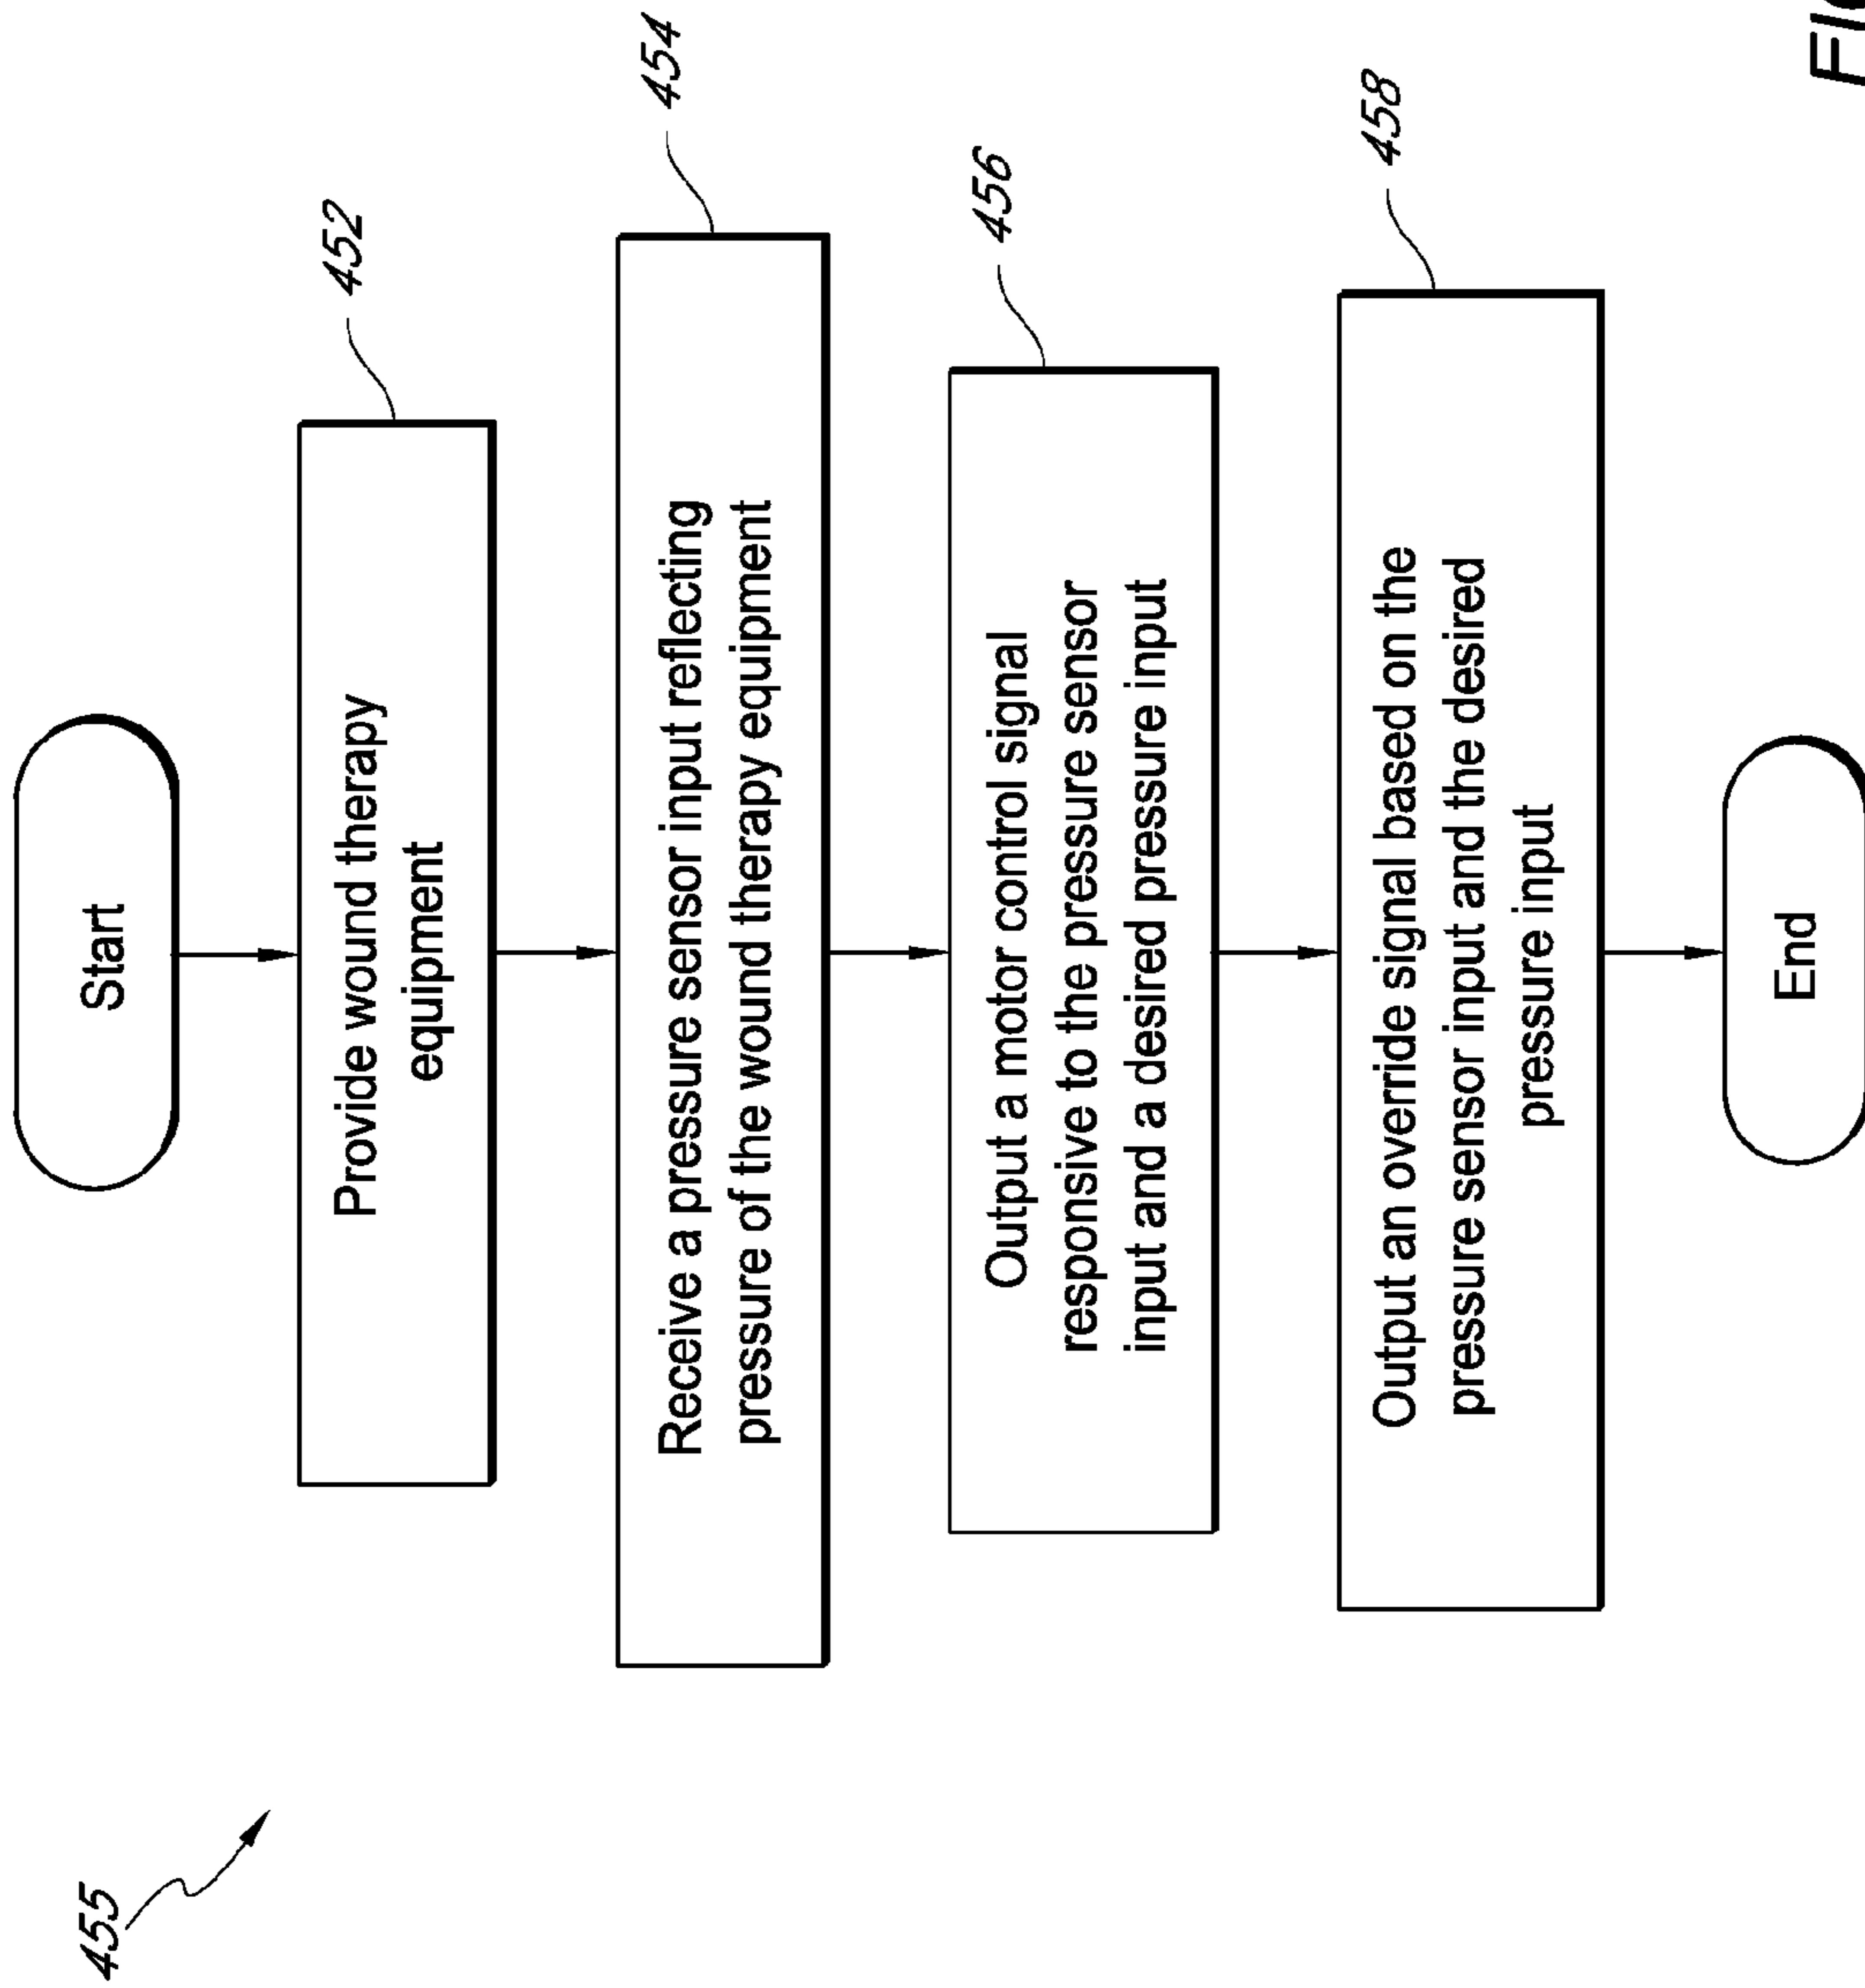 455
Start
Provide wound therapy
equipment
452
Receive a pressure sensor input reflecting
pressure of the wound therapy equipment
454
Output a motor control signal
responsive to the pressure sensor
input and a desired pressure input
456
Output an override signal based on the
pressure sensor input and the desired
pressure input
458
End